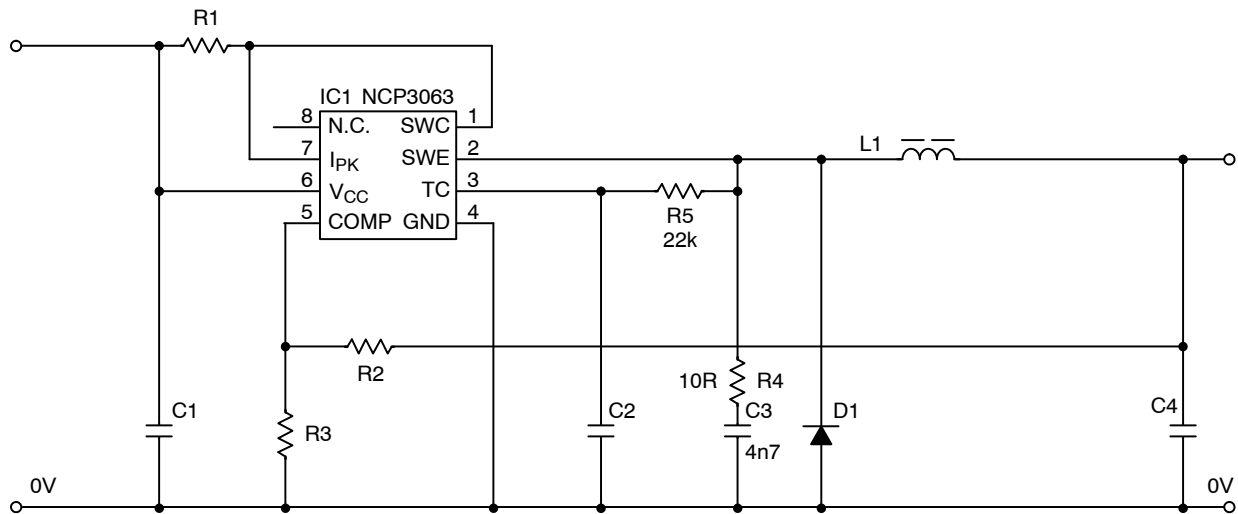 R1
IC1 NCP3063
8 N.C. SWC 1
7 IPK SWE 2
6 VCC TC 3
5 COMP GND 4
L1
R5
22k
R2
10R R4
C1
R3
C2
C3
4n7
D1
C4
0V
0V